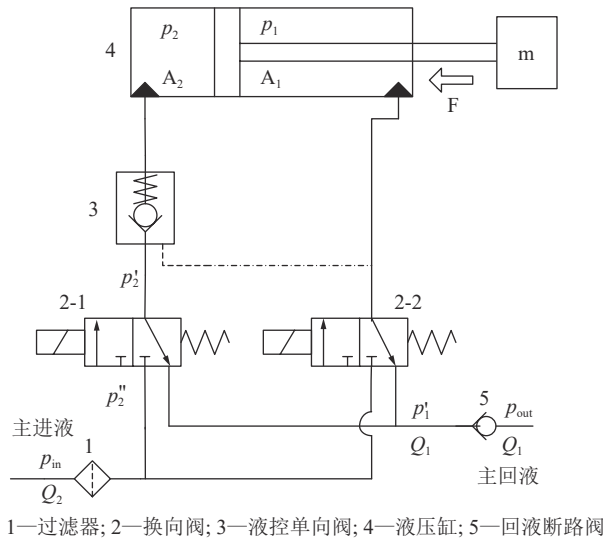 p₂ p₁
4
m
A₂ A₁
F
3
p₂'
2-1 2-2
p₂"
主进液 p₁' 5 p_out
1
p_in Q₁ Q₁
Q₂ 主回液
1—过滤器; 2—换向阀; 3—液控单向阀; 4—液压缸; 5—回液断路阀